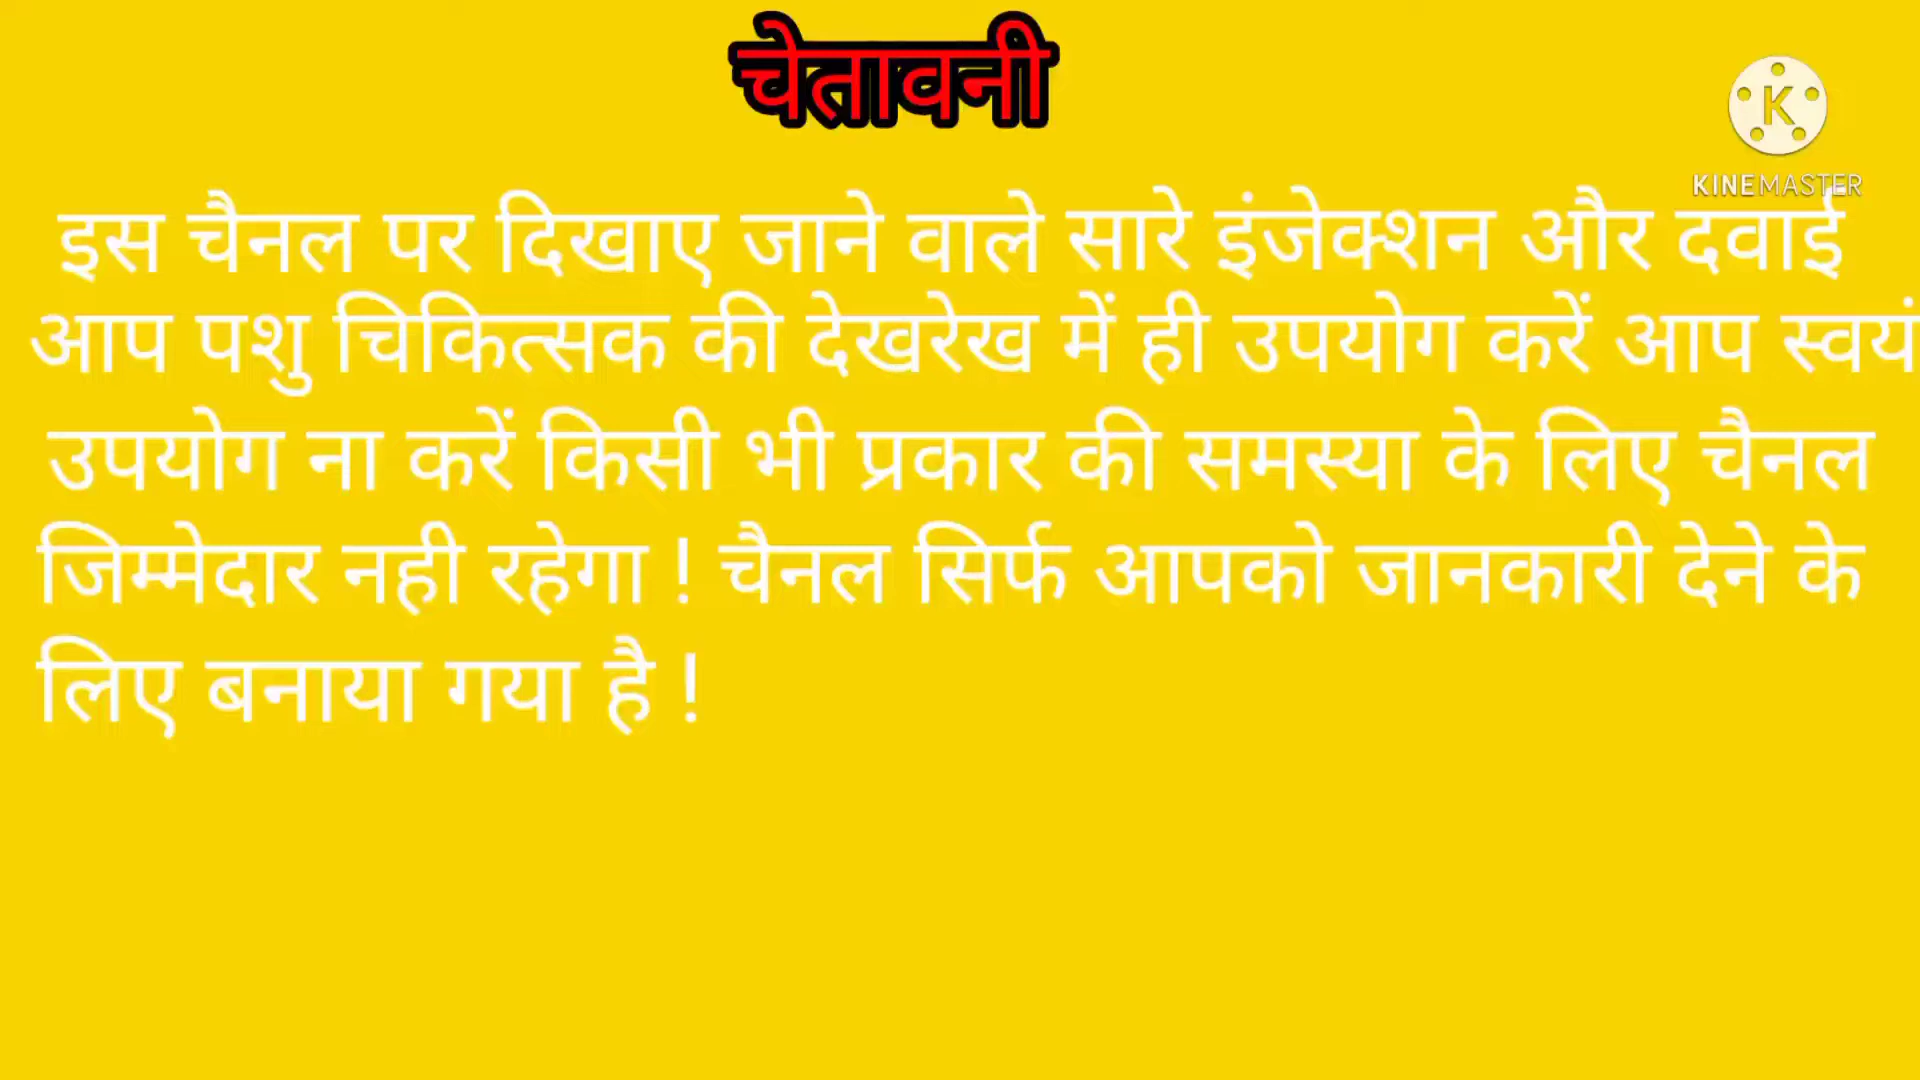 चेतावनी
K
KINEMASTER
इस चैनल पर दिखाए जाने वाले सारे इंजेक्शन और दवाई
आप पशु चिकित्सक की देखरेख में ही उपयोग करें आप स्वयं
उपयोग ना करें किसी भी प्रकार की समस्या के लिए चैनल
जिम्मेदार नही रहेगा ! चैनल सिर्फ आपको जानकारी देने के
लिए बनाया गया है !